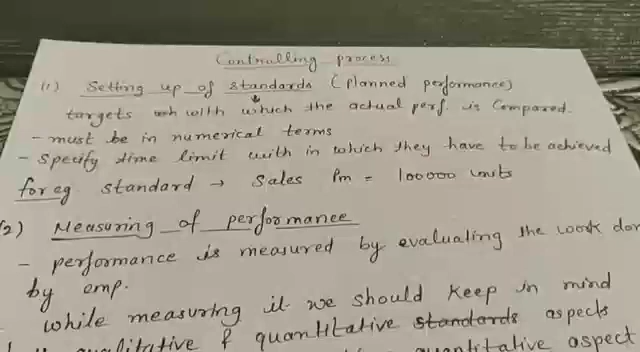 Controlling process
(1) Setting up of standards (planned performance)
targets with which the actual perf. is Compared.
- must be in numerical terms
- Specify time limit with in which they have to be achieved
for eg standard → Sales Pm = 100000 units
(2) Measuring of performance
- performance is measured by evaluating the work don
by emp.
while measuring it we should keep in mind
qualitative & quantitative standards aspects
quantitative aspect